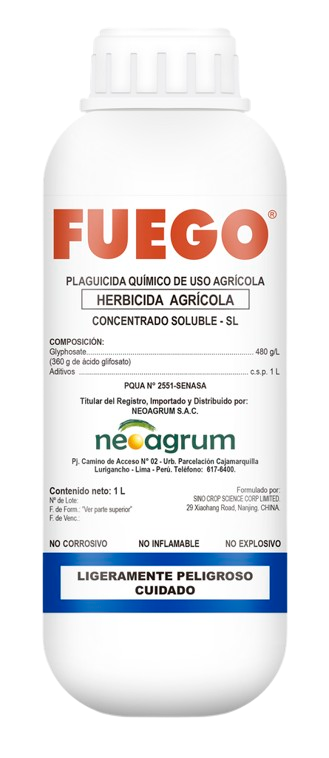 FUEGO®
PLAGUICIDA QUÍMICO DE USO AGRÍCOLA
HERBICIDA AGRÍCOLA
CONCENTRADO SOLUBLE - SL
COMPOSICIÓN:
Glyphosate.......................................................... 480 g/L
(360 g de ácido glifosato)
Aditivos ............................................................ c.s.p. 1 L
PQUA Nº 2551-SENASA
Titular del Registro, Importado y Distribuido por:
NEOAGRUM S.A.C.
neoagrum
Pj. Camino de Acceso N° 02 - Urb. Parcelación Cajamarquilla
Lurigancho - Lima - Perú. Teléfono: 617-6400.
Contenido neto: 1 L
Nº de Lote:
F. de Form.: "Ver parte superior"
F. de Venc.:
Formulado por:
SINO CROP SCIENCE CORP LIMITED.
29 Xiaohang Road, Nanjing. CHINA.
NO CORROSIVO NO INFLAMABLE NO EXPLOSIVO
LIGERAMENTE PELIGROSO
CUIDADO